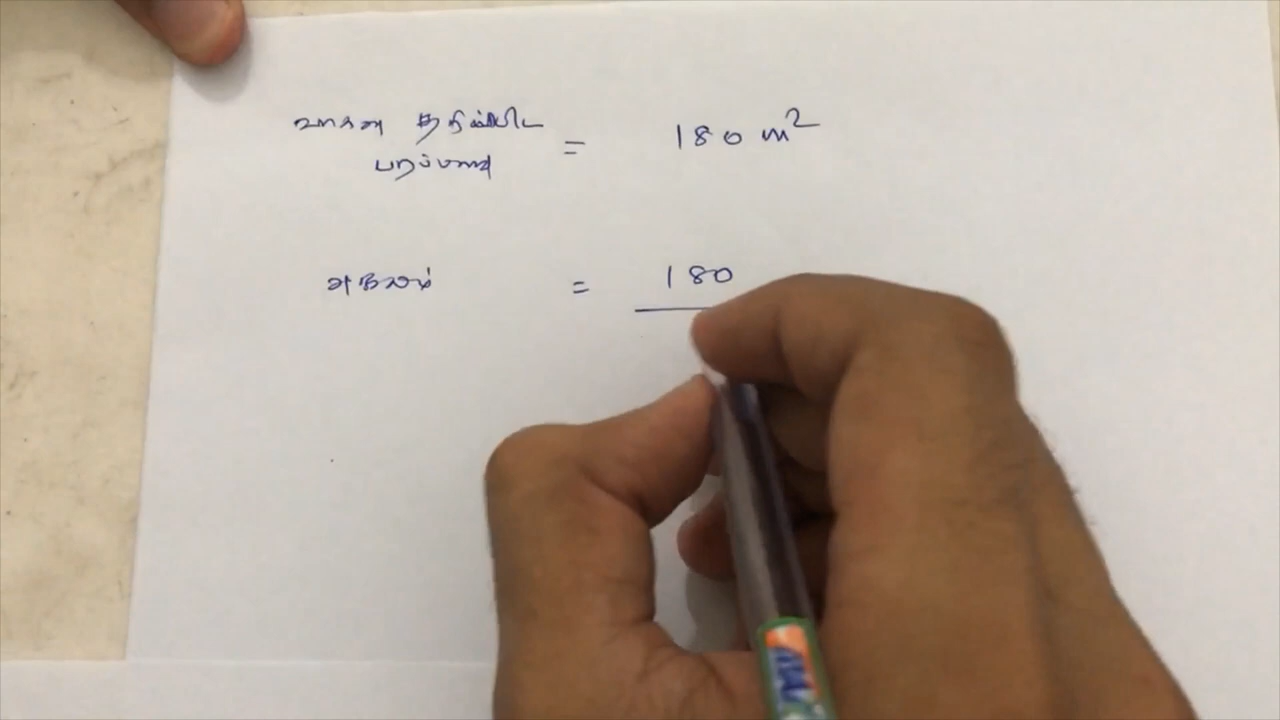 வாகன தரிப்பிட = 180 m²
பரப்பளவு
அகலம் = 180